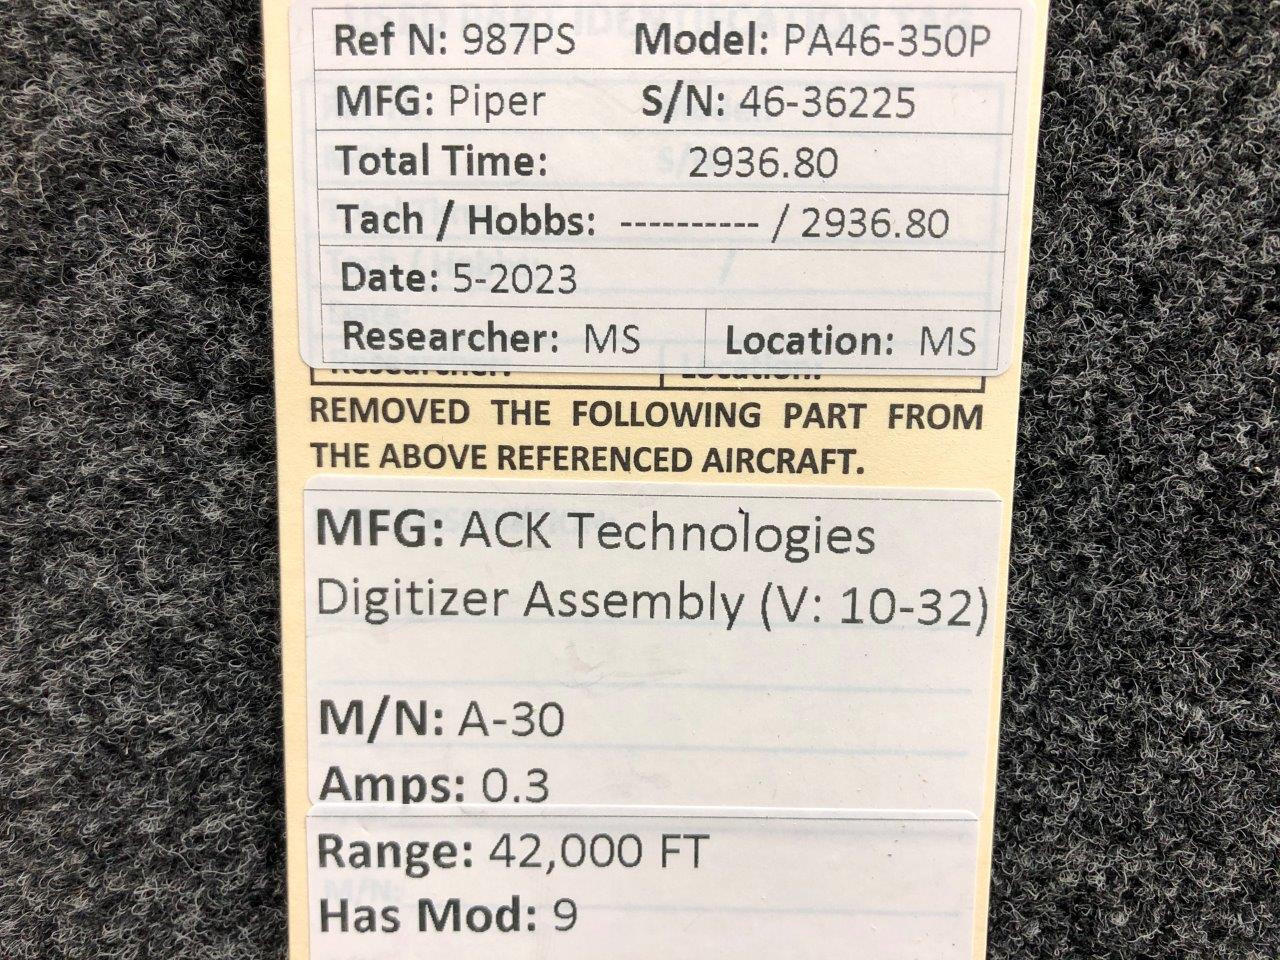 Ref N: 987PS Model: PA46-350P
MFG: Piper S/N: 46-36225
Total Time: 2936.80
Tach / Hobbs: ---------- / 2936.80
Date: 5-2023
Researcher: MS Location: MS
Researcher: Location:
REMOVED THE FOLLOWING PART FROM
THE ABOVE REFERENCED AIRCRAFT.
MFG: ACK Technologies
Digitizer Assembly (V: 10-32)
M/N: A-30
Amps: 0.3
Range: 42,000 FT
Has Mod: 9